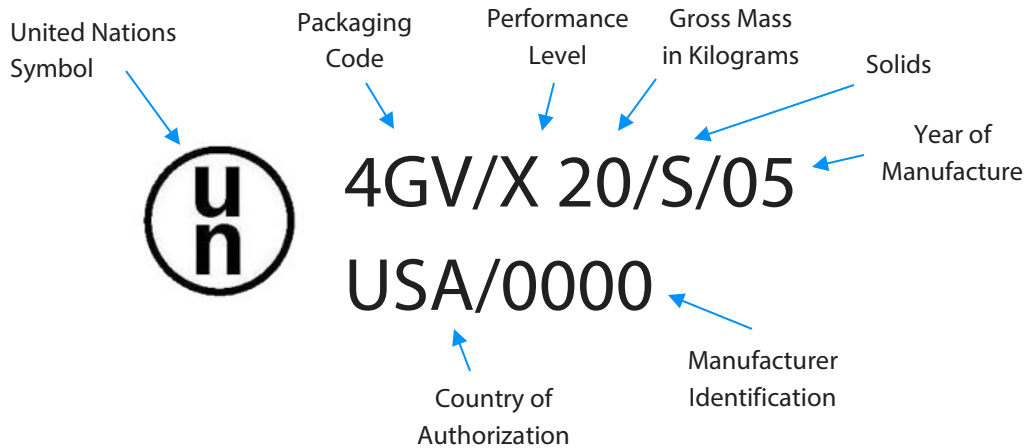 United Nations
Symbol
Packaging
Code
Performance
Level
Gross Mass
in Kilograms
Solids
Year of
Manufacture
u
n
4GV/X 20/S/05
USA/0000
Country of
Authorization
Manufacturer
Identification